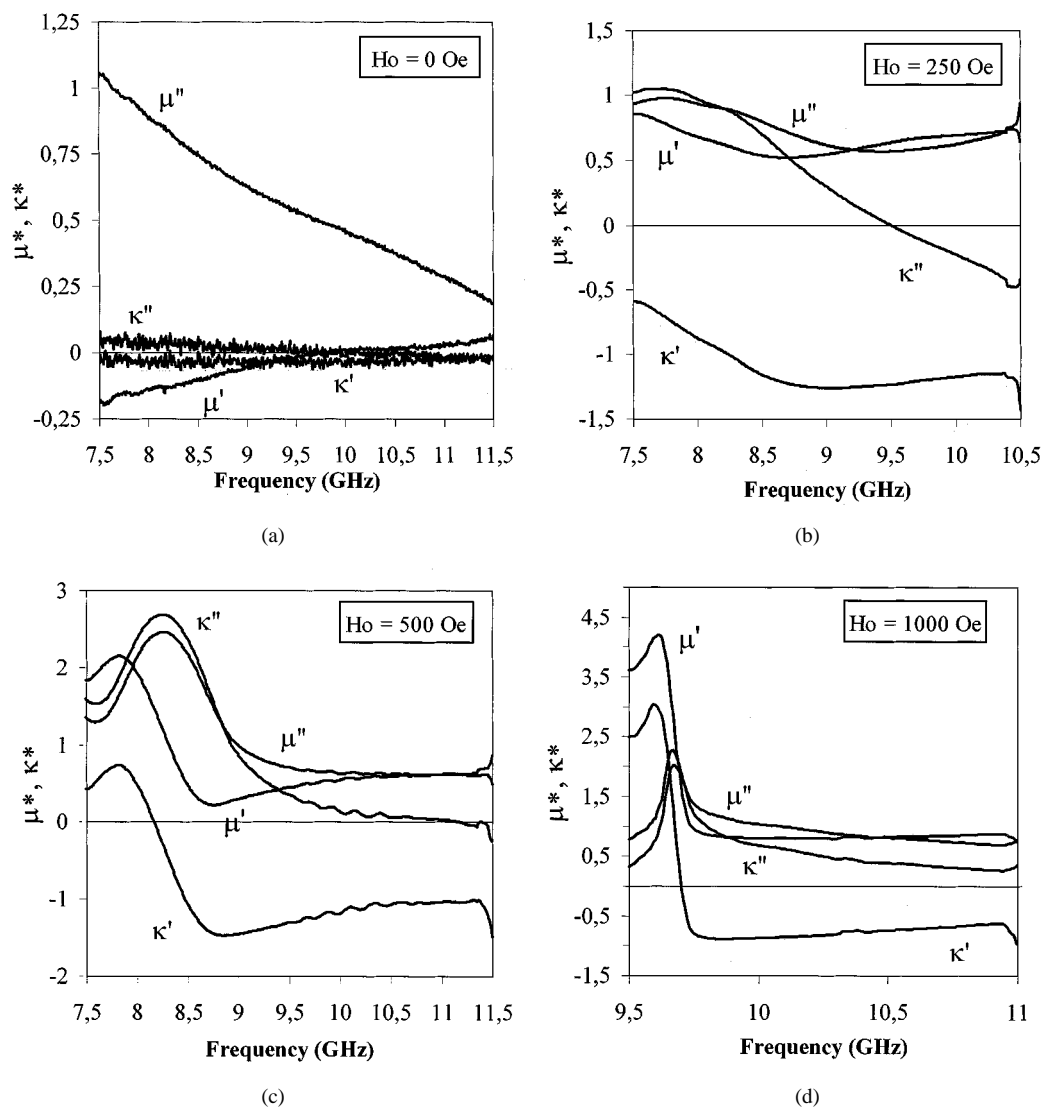 1,25
1
0,75
0,5
0,25
0
-0,25
μ*, κ*
Ho = 0 Oe
μ"
κ"
κ'
μ'
7,5 8 8,5 9 9,5 10 10,5 11 11,5
Frequency (GHz)
(a)
1,5
1
0,5
0
-0,5
-1
-1,5
μ*, κ*
Ho = 250 Oe
μ"
μ'
κ"
κ'
7,5 8 8,5 9 9,5 10 10,5
Frequency (GHz)
(b)
3
2
1
0
-1
-2
μ*, κ*
Ho = 500 Oe
κ"
μ"
μ'
κ'
7,5 8 8,5 9 9,5 10 10,5 11 11,5
Frequency (GHz)
(c)
4,5
3,5
2,5
1,5
0,5
-0,5
-1,5
μ*, κ*
Ho = 1000 Oe
μ'
μ"
κ"
κ'
9,5 10 10,5 11
Frequency (GHz)
(d)